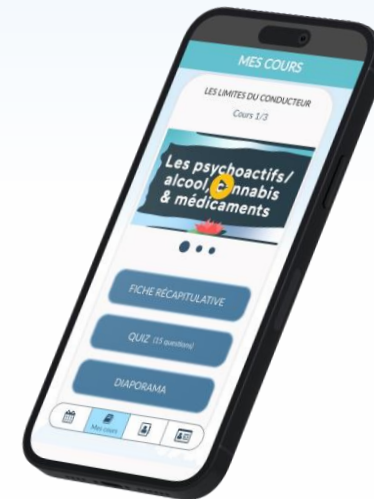 MES COURS
LES LIMITES DU CONDUCTEUR
Cours 1/3
Les psychoactifs/
alcool, cannabis
& médicaments
FICHE RÉCAPITULATIVE
QUIZ (15 questions)
DIAPORAMA
Mes cours